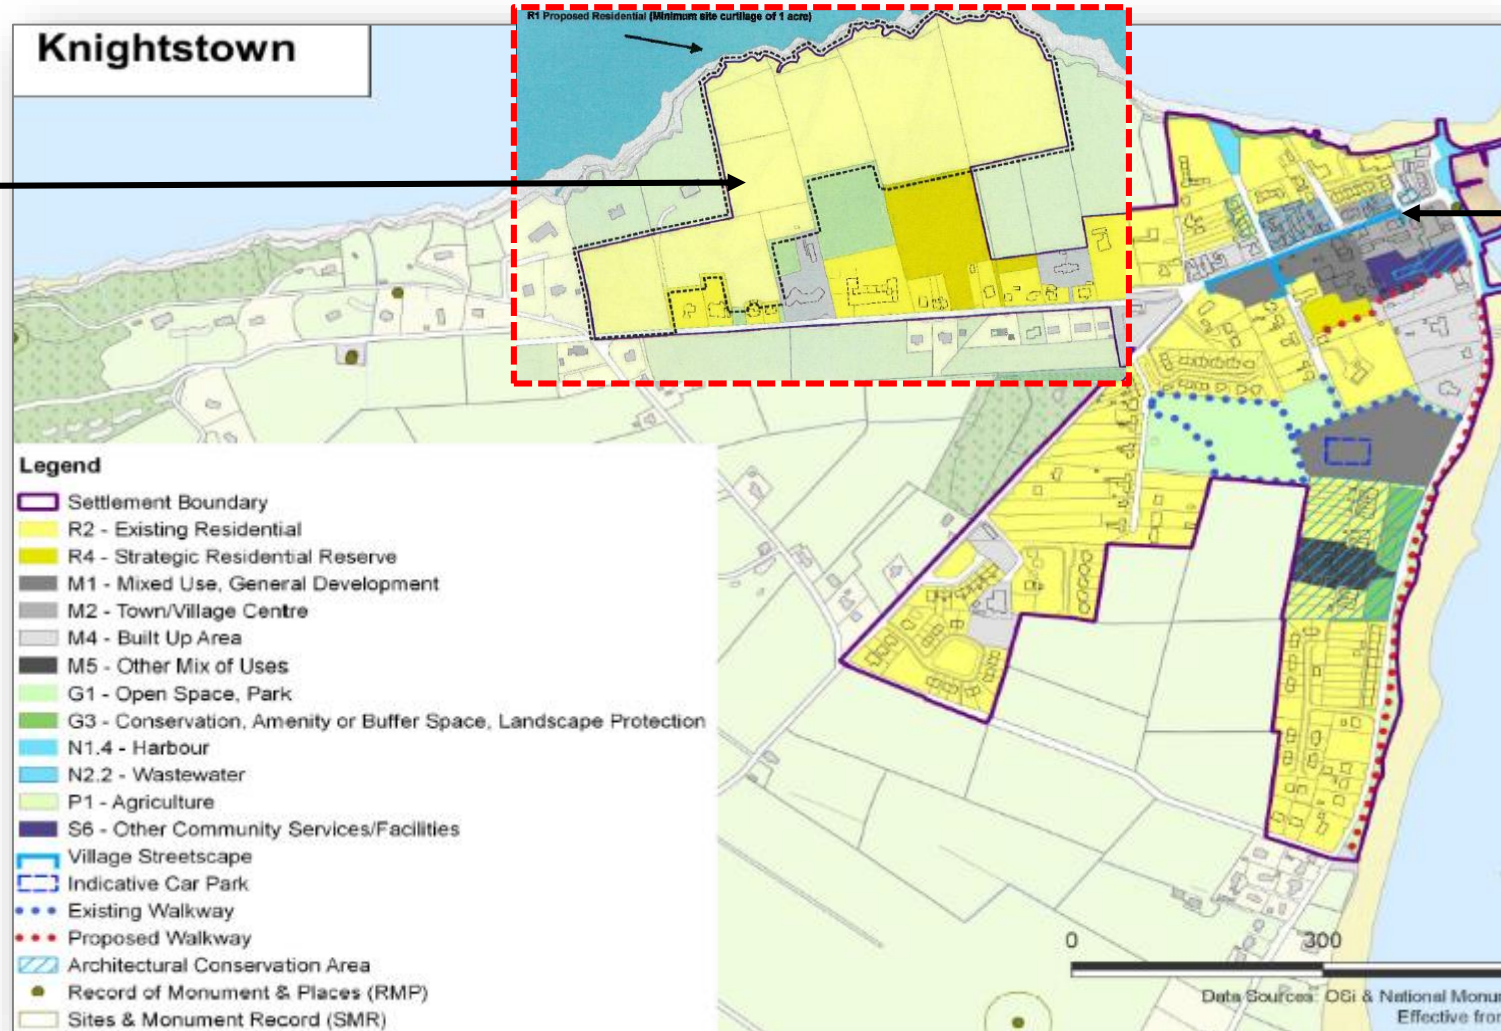 Knightstown
R1 Proposed Residential (Minimum site curtilage of 1 acre)
Legend
Settlement Boundary
R2 - Existing Residential
R4 - Strategic Residential Reserve
M1 - Mixed Use, General Development
M2 - Town/Village Centre
M4 - Built Up Area
M5 - Other Mix of Uses
G1 - Open Space, Park
G3 - Conservation, Amenity or Buffer Space, Landscape Protection
N1.4 - Harbour
N2.2 - Wastewater
P1 - Agriculture
S6 - Other Community Services/Facilities
Village Streetscape
Indicative Car Park
Existing Walkway
Proposed Walkway
Architectural Conservation Area
Record of Monument & Places (RMP)
Sites & Monument Record (SMR)
0 300
Data Sources: OSi & National Monu
Effective from